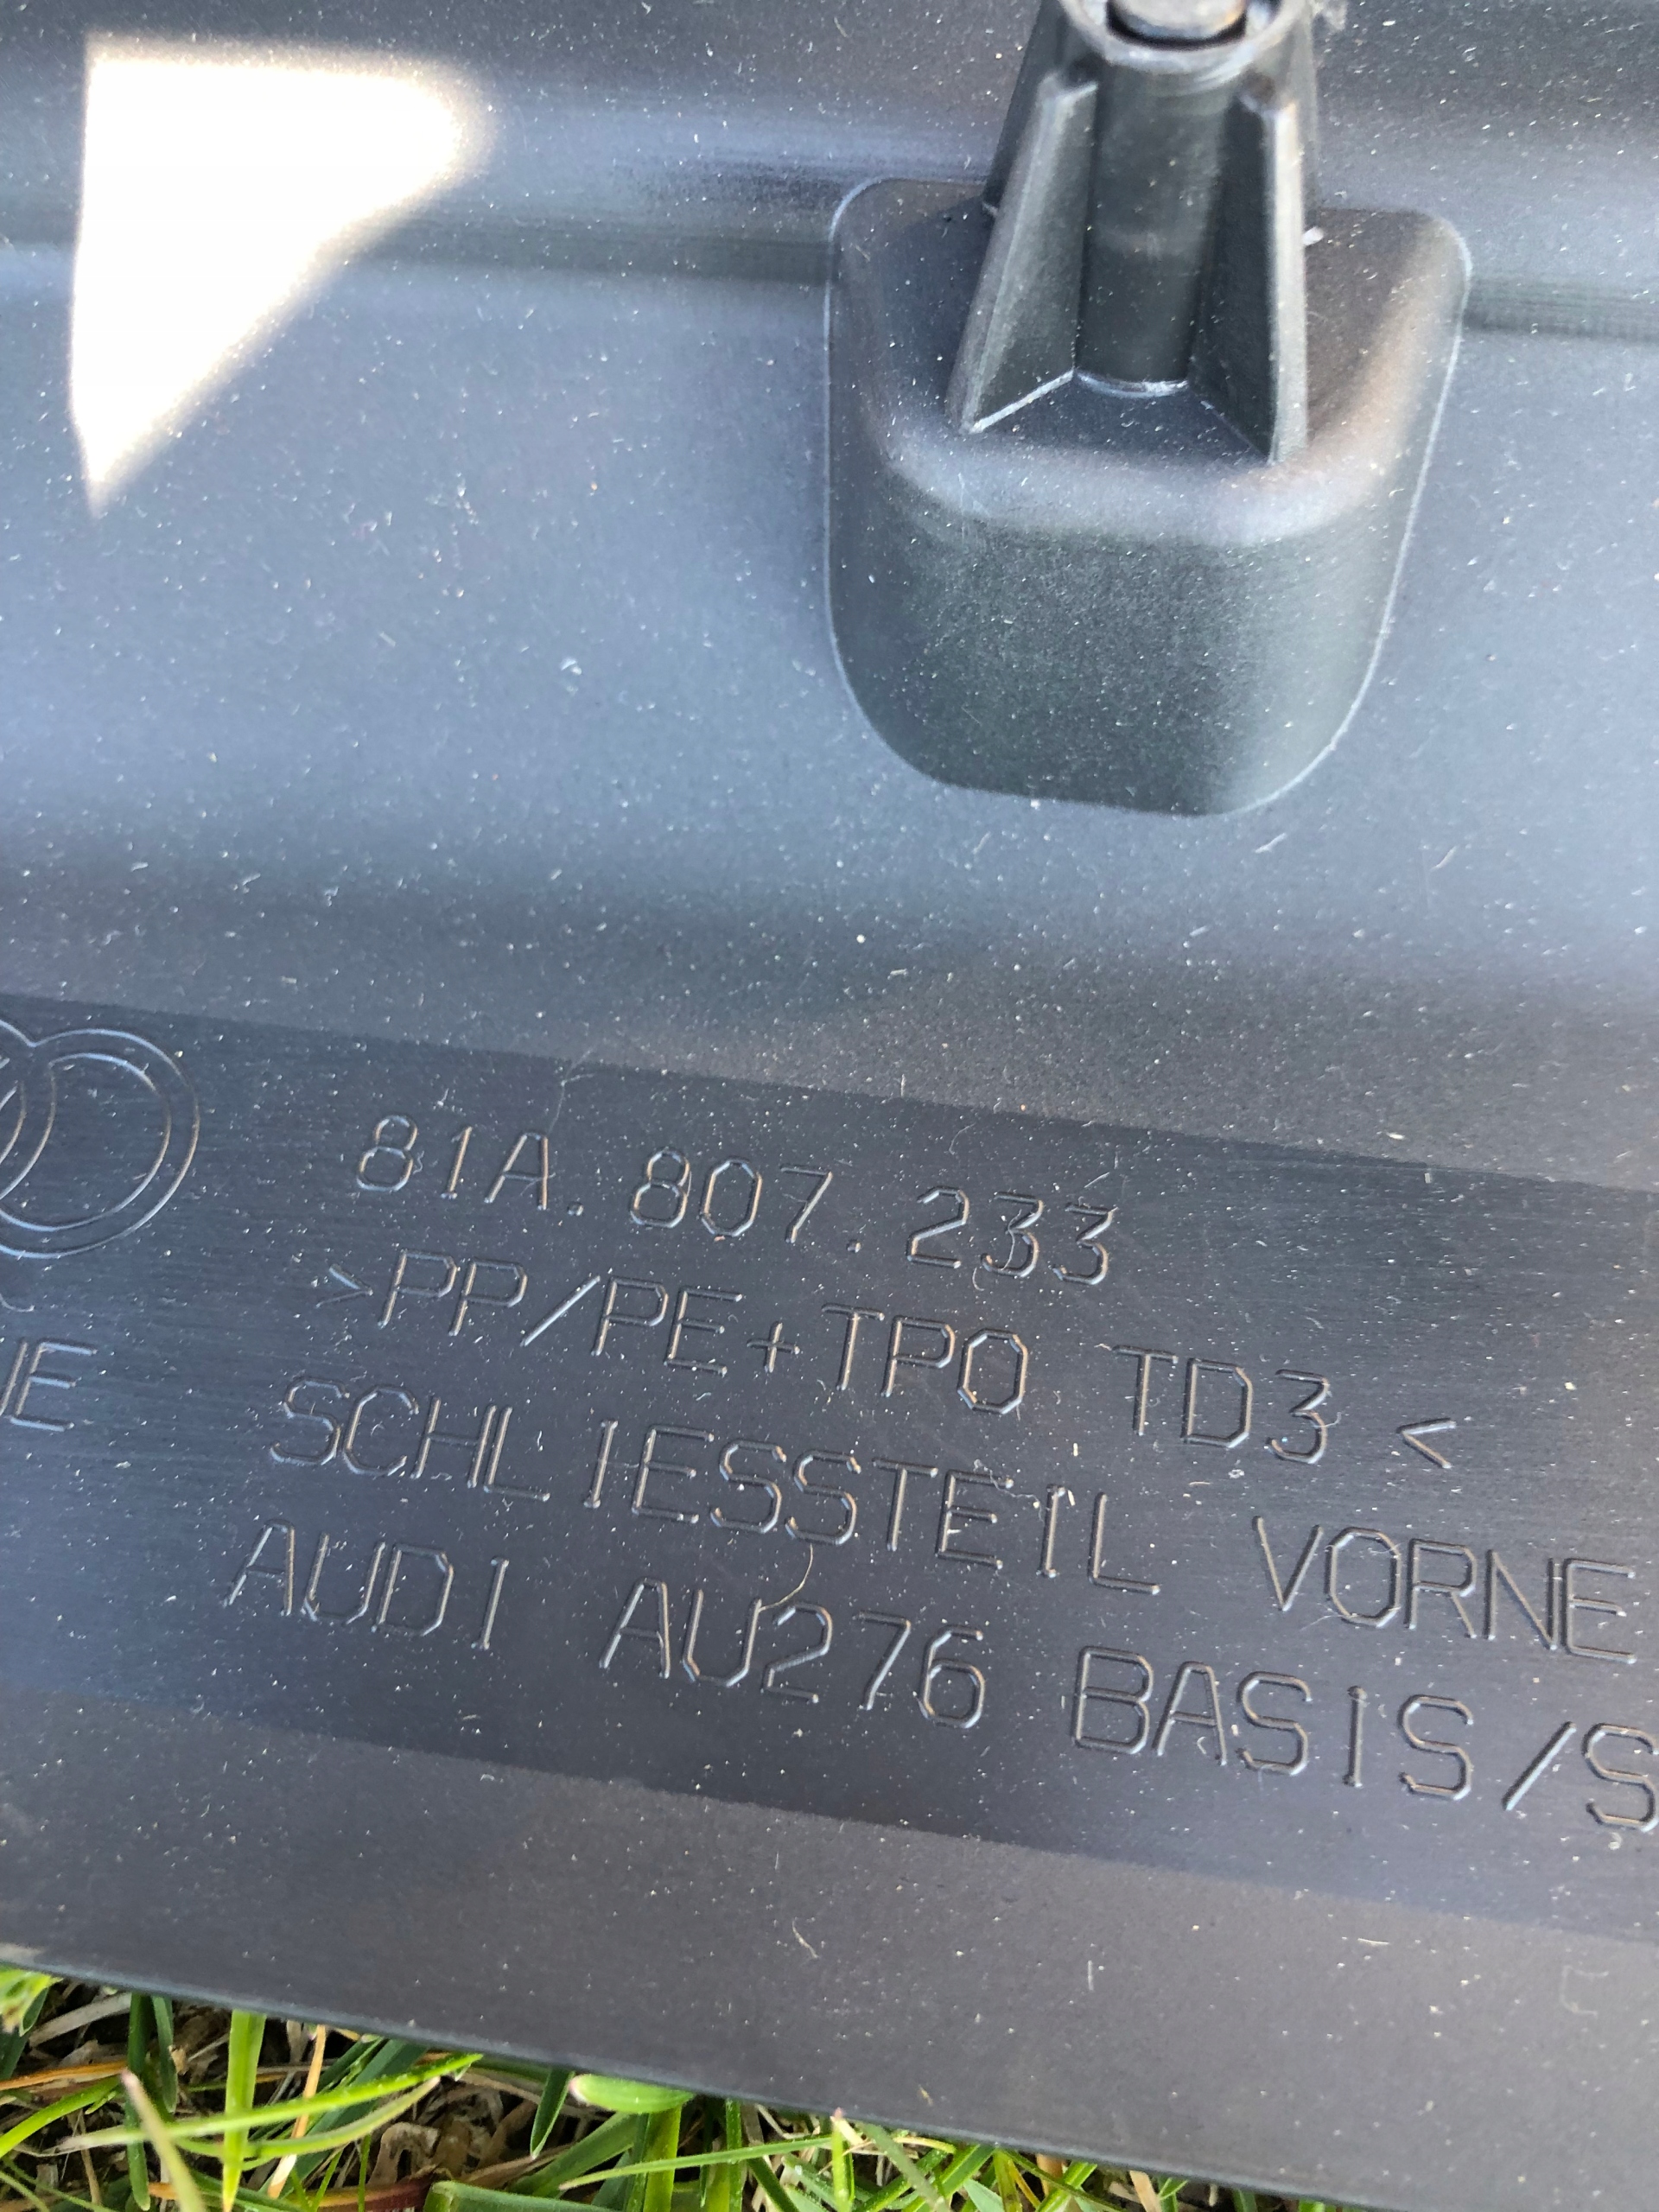 81A.807.233
>PP/PE+TPO TD3<
SCHLIESSTEIL VORNE
AUDI AU276 BASIS/S